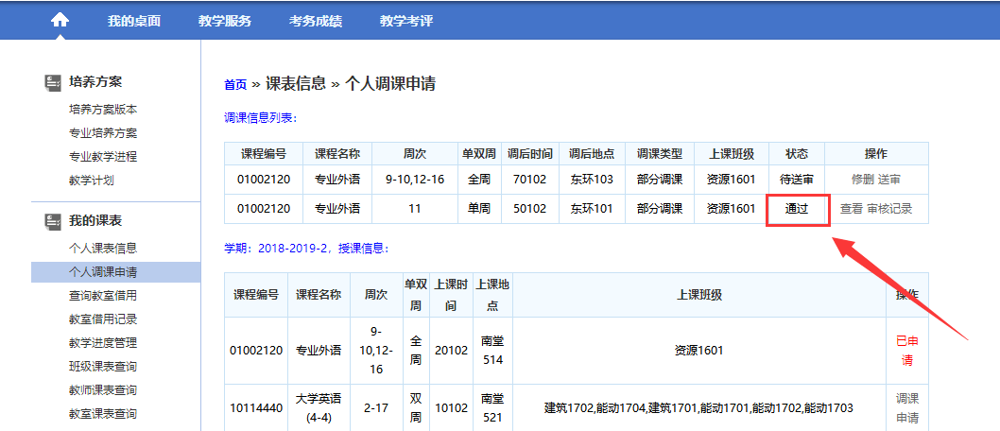 我的桌面 教学服务 考务成绩 教学考评
培养方案
培养方案版本
专业培养方案
专业教学进程
教学计划
我的课表
个人课表信息
个人调课申请
查询教室借用
教室借用记录
教学进度管理
班级课表查询
教师课表查询
教室课表查询
首页 » 课表信息 » 个人调课申请
调课信息列表:
课程编号 课程名称 周次 单双周 调后时间 调后地点 调课类型 上课班级 状态 操作
01002120 专业外语 9-10,12-16 全周 70102 东环103 部分调课 资源1601 待送审 修删 送审
01002120 专业外语 11 单周 50102 东环101 部分调课 资源1601 通过 查看 审核记录
学期: 2018-2019-2, 授课信息:
课程编号 课程名称 周次 单双周 上课时间 上课地点 上课班级 操作
01002120 专业外语 9-10,12-16 全周 20102 南堂514 资源1601 已申请
10114440 大学英语(4-4) 2-17 双周 10102 南堂521 建筑1702,能动1704,建筑1701,能动1701,能动1702,能动1703 调课申请